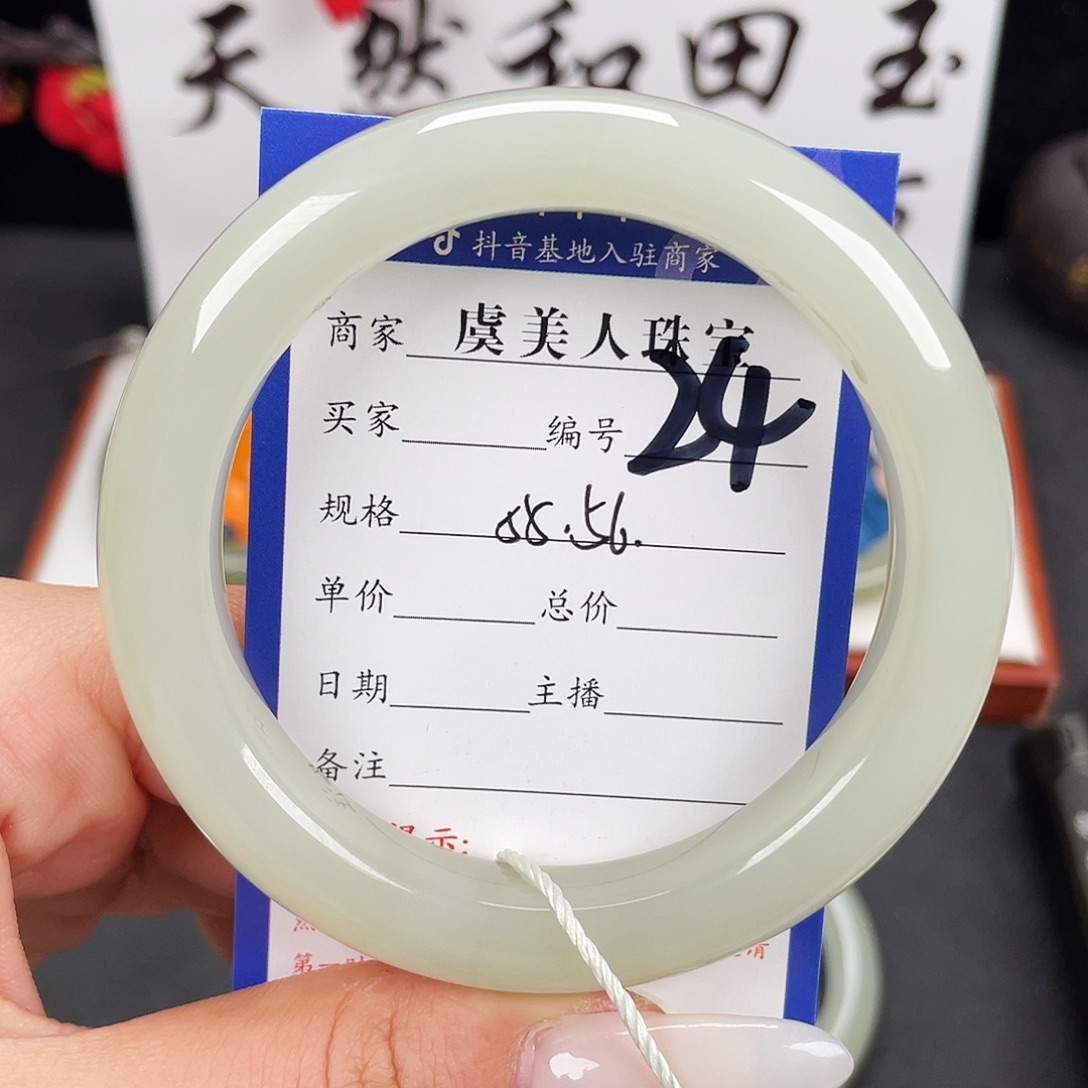 天然和田玉
抖音基地入驻商家
商家 虞美人珠宝
买家 编号 24
规格 58.56.
单价 总价
日期 主播
备注
提示: